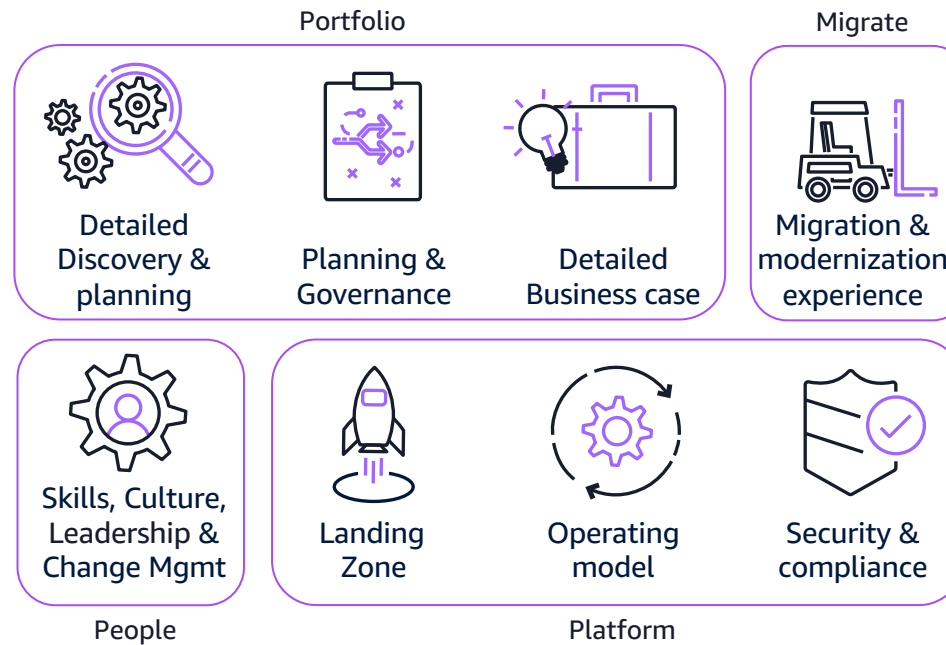 Portfolio
Migrate
Detailed
Discovery &
planning
Planning &
Governance
Detailed
Business case
Migration &
modernization
experience
Skills, Culture,
Leadership &
Change Mgmt
Landing
Zone
Operating
model
Security &
compliance
People
Platform